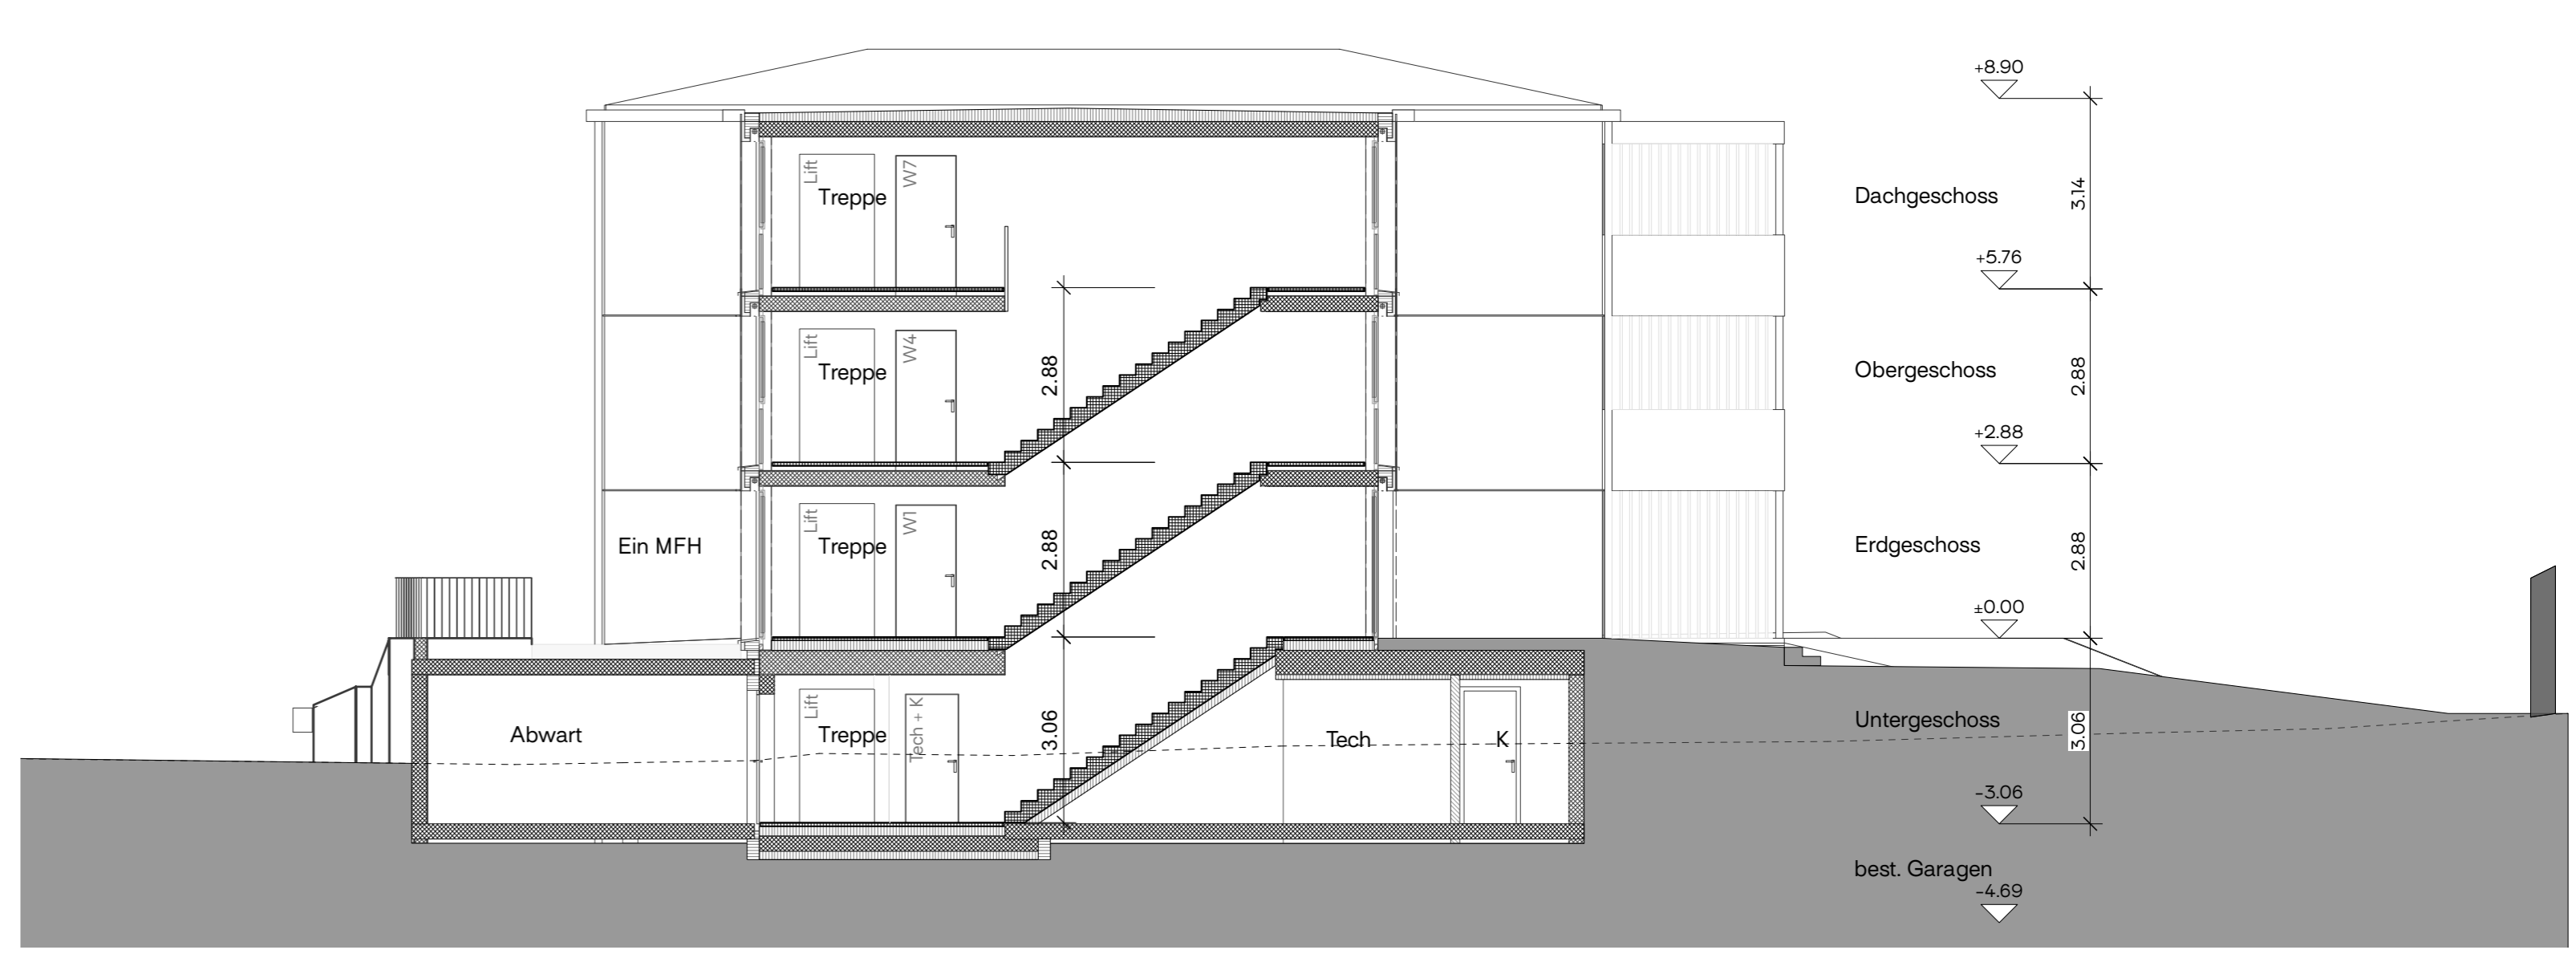 +8.90
Lift
Treppe
W7
Dachgeschoss
3.14
+5.76
Lift
Treppe
W4
2.88
Obergeschoss
2.88
+2.88
Ein MFH
Lift
Treppe
W1
2.88
Erdgeschoss
2.88
±0.00
Abwart
Lift
Treppe
Tech + K
3.06
Tech
K
Untergeschoss
3.06
-3.06
best. Garagen
-4.69